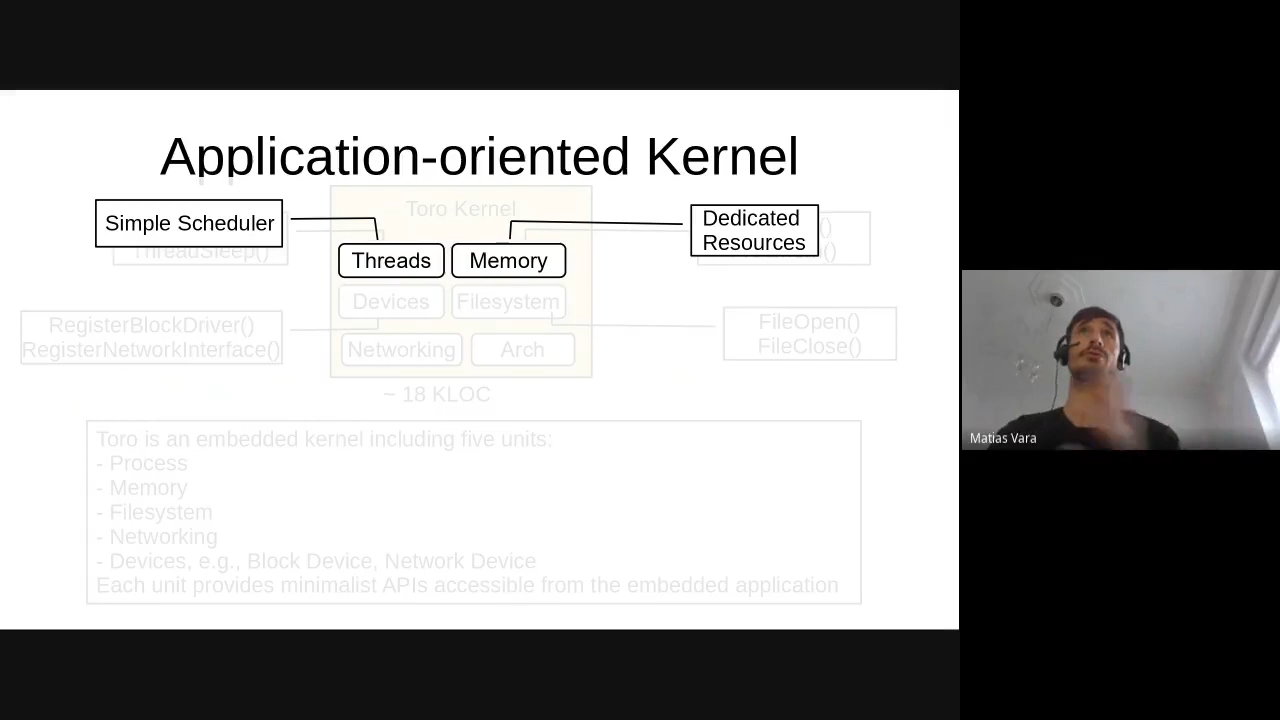 Application-oriented Kernel
Simple Scheduler
Toro Kernel
Dedicated
Resources
()
ThreadSleep()
)
Threads
Memory
Devices
Filesystem
RegisterBlockDriver()
RegisterNetworkInterface()
FileOpen()
FileClose()
Networking
Arch
~ 18 KLOC
Toro is an embedded kernel including five units:
- Process
- Memory
- Filesystem
- Networking
- Devices, e.g., Block Device, Network Device
Each unit provides minimalist APIs accessible from the embedded application
Matias Vara